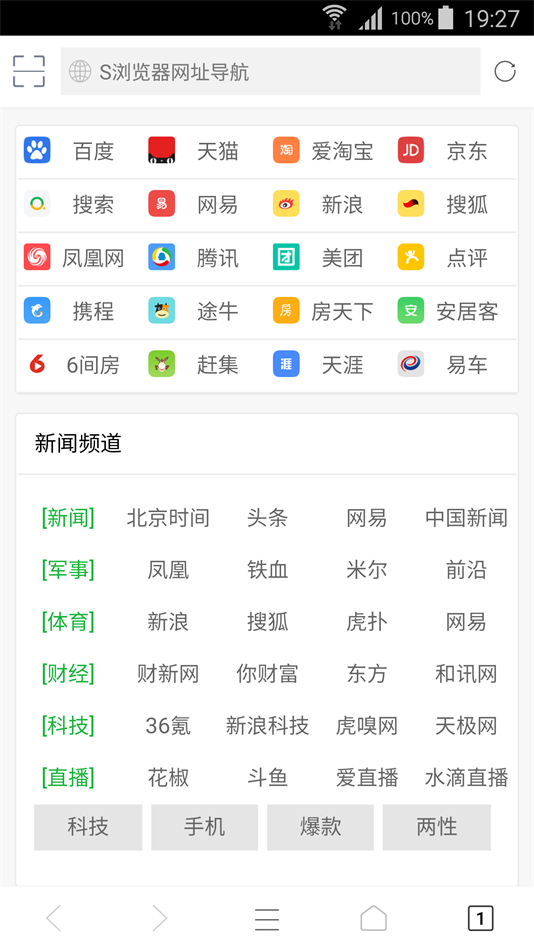 100% 19:27
S浏览器网址导航
百度 天猫 淘 爱淘宝 JD 京东
搜索 易 网易 新浪 搜狐
凤凰网 腾讯 团 美团 点评
携程 途牛 房 房天下 安 安居客
6间房 赶集 涯 天涯 易车
新闻频道
[新闻] 北京时间 头条 网易 中国新闻
[军事] 凤凰 铁血 米尔 前沿
[体育] 新浪 搜狐 虎扑 网易
[财经] 财新网 你财富 东方 和讯网
[科技] 36氪 新浪科技 虎嗅网 天极网
[直播] 花椒 斗鱼 爱直播 水滴直播
科技 手机 爆款 两性
1